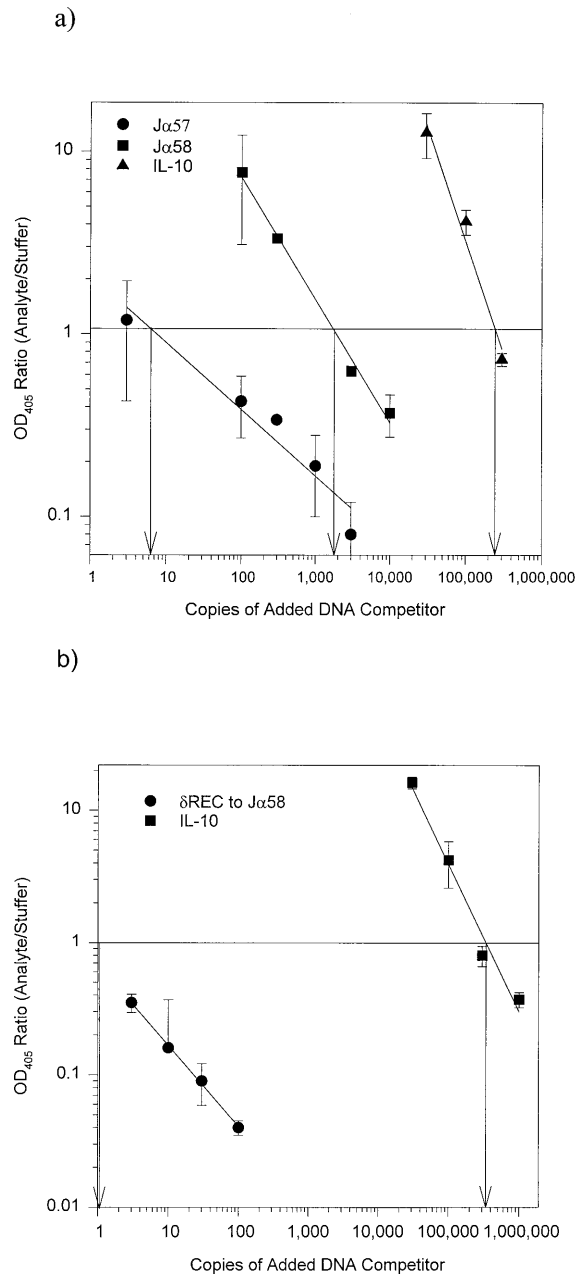 a)
Jα57
Jα58
IL-10
10
1
0.1
OD405 Ratio (Analyte/Stuffer)
1 10 100 1,000 10,000 100,000 1,000,000
Copies of Added DNA Competitor
b)
δREC to Jα58
IL-10
10
1
0.1
0.01
OD405 Ratio (Analyte/Stuffer)
1 10 100 1,000 10,000 100,000 1,000,000
Copies of Added DNA Competitor